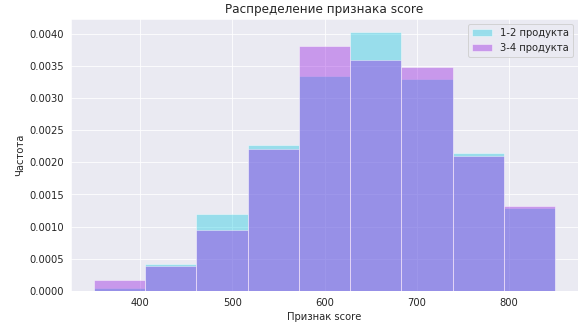 Распределение признака score
1-2 продукта
3-4 продукта
Частота
0.0040
0.0035
0.0030
0.0025
0.0020
0.0015
0.0010
0.0005
0.0000
400 500 600 700 800
Признак score